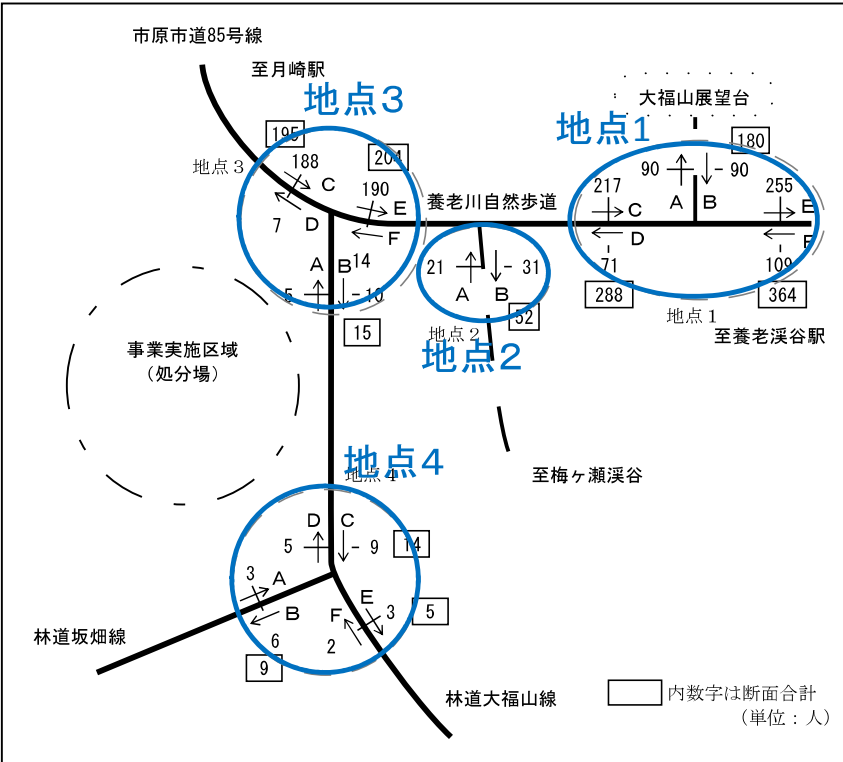 市原市道85号線
至月崎駅
地点3
195
204
地点3
188
C
190
E
7
D
F
A
B
14
5
10
15
養老川自然歩道
大福山展望台
地点1
180
90
90
217
A
B
255
C
E
D
F
71
109
288
364
地点1
至養老渓谷駅
21
31
A
B
52
地点2
地点2
至梅ヶ瀬渓谷
事業実施区域
(処分場)
地点4
地点4
D
C
5
9
14
3
A
B
E
3
5
F
6
2
9
林道坂畑線
林道大福山線
内数字は断面合計
(単位:人)